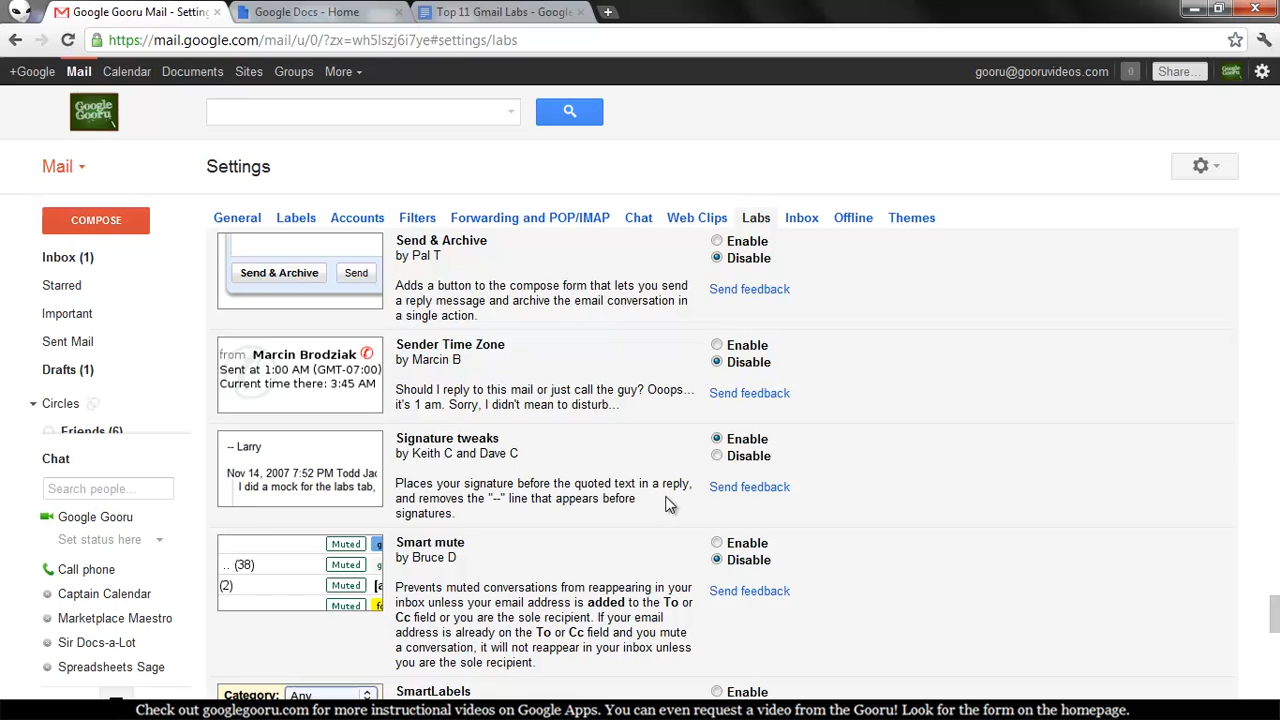 Google Gooru Mail - Setting
Google Docs - Home
Top 11 Gmail Labs - Google
https://mail.google.com/mail/u/0/?zx=wh5lszj6i7ye#settings/labs
+Google Mail Calendar Documents Sites Groups More
gooru@gooruvideos.com 0 Share...
Google Gooru
Mail
Settings
COMPOSE
General Labels Accounts Filters Forwarding and POP/IMAP Chat Web Clips Labs Inbox Offline Themes
Inbox (1)
Starred
Important
Sent Mail
Drafts (1)
Circles
Friends (6)
Chat
Search people...
Google Gooru
Set status here
Call phone
Captain Calendar
Marketplace Maestro
Sir Docs-a-Lot
Spreadsheets Sage
Send & Archive Send
Send & Archive
by Pal T
Adds a button to the compose form that lets you send
a reply message and archive the email conversation in
a single action.
Enable
Disable
Send feedback
from Marcin Brodziak
Sent at 1:00 AM (GMT-07:00)
Current time there: 3:45 AM
Sender Time Zone
by Marcin B
Should I reply to this mail or just call the guy? Ooops...
it's 1 am. Sorry, I didn't mean to disturb...
Enable
Disable
Send feedback
-- Larry
Nov 14, 2007 7:52 PM Todd Jac
I did a mock for the labs tab,
Signature tweaks
by Keith C and Dave C
Places your signature before the quoted text in a reply,
and removes the "--" line that appears before
signatures.
Enable
Disable
Send feedback
Muted
.. (38) Muted
(2) Muted
Muted
Smart mute
by Bruce D
Prevents muted conversations from reappearing in your
inbox unless your email address is added to the To or
Cc field or you are the sole recipient. If your email
address is already on the To or Cc field and you mute
a conversation, it will not reappear in your inbox unless
you are the sole recipient.
Enable
Disable
Send feedback
Category: Any
SmartLabels
Enable
Check out googlegooru.com for more instructional videos on Google Apps. You can even request a video from the Gooru! Look for the form on the homepage.